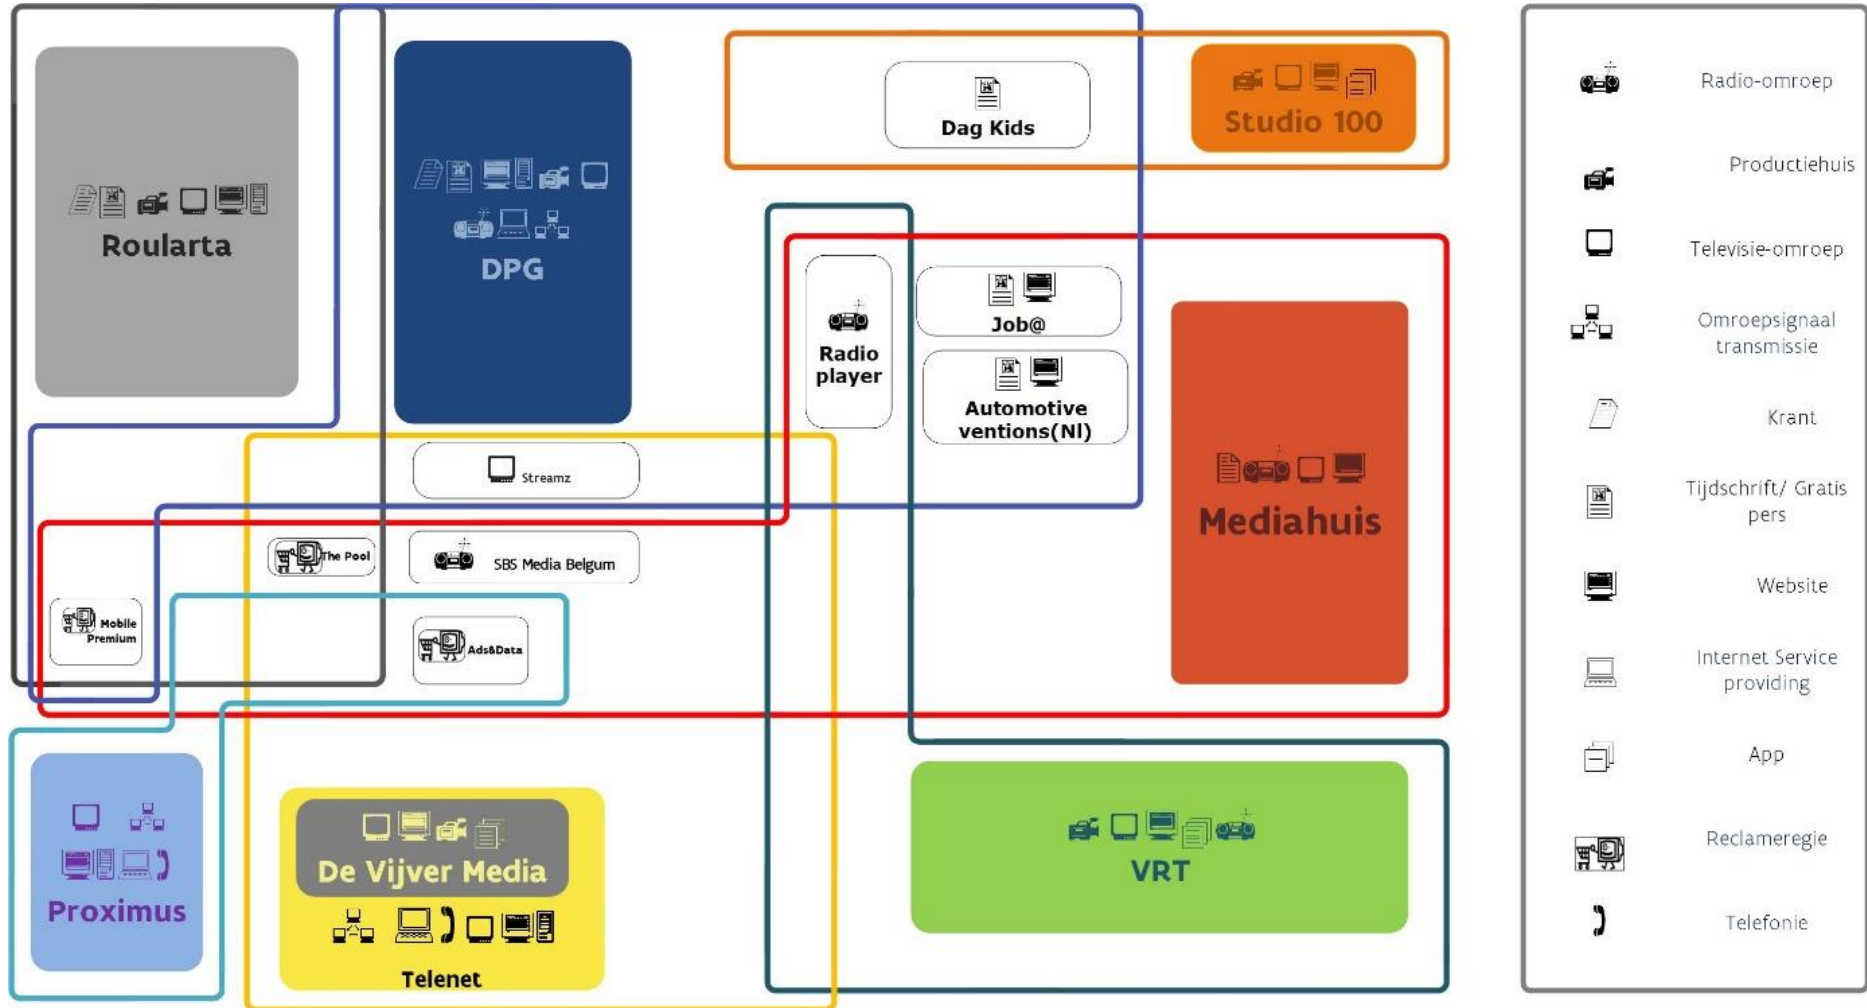 Roularta
DPG
Dag Kids
Studio 100
Radio
player
Job@
Automotive
ventions(Nl)
Mediahuis
Streamz
The Pool
SBS Media Belgum
Mobile
Premium
Ads&Data
Proximus
De Vijver Media
Telenet
VRT
Radio-omroep
Productiehuis
Televisie-omroep
Omroepsignaal
transmissie
Krant
Tijdschrift/ Gratis
pers
Website
Internet Service
providing
App
Reclameregie
Telefonie